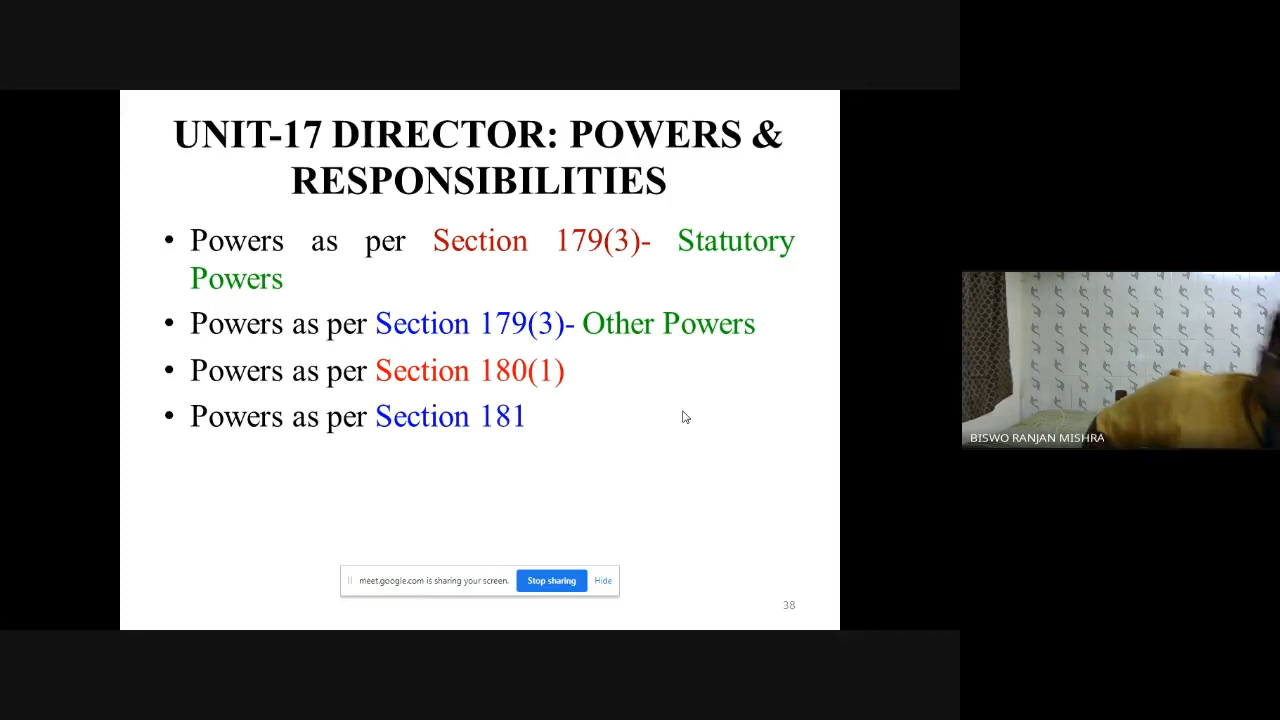 UNIT-17 DIRECTOR: POWERS &
RESPONSIBILITIES
• Powers as per Section 179(3)- Statutory
Powers
• Powers as per Section 179(3)- Other Powers
• Powers as per Section 180(1)
• Powers as per Section 181
BISWO RANJAN MISHRA
meet.google.com is sharing your screen. Stop sharing Hide
38